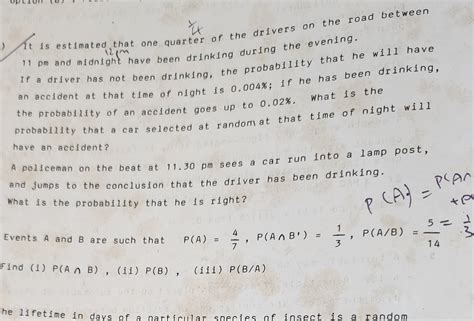 1/4
It is estimated that one quarter of the drivers on the road between
12pm
11 pm and midnight have been drinking during the evening.
If a driver has not been drinking, the probability that he will have
an accident at that time of night is 0.004%; if he has been drinking,
the probability of an accident goes up to 0.02%. What is the
probability that a car selected at random at that time of night will
have an accident?
A policeman on the beat at 11.30 pm sees a car run into a lamp post,
and jumps to the conclusion that the driver has been drinking.
What is the probability that he is right?
P(A) = P(A∩
Events A and B are such that P(A) = 4/7, P(A∩B') = 1/3, P(A/B) = 5/14 = 1/3
Find (i) P(A ∩ B) , (ii) P(B) , (iii) P(B/A)
he lifetime in days of a particular species of insect is a random